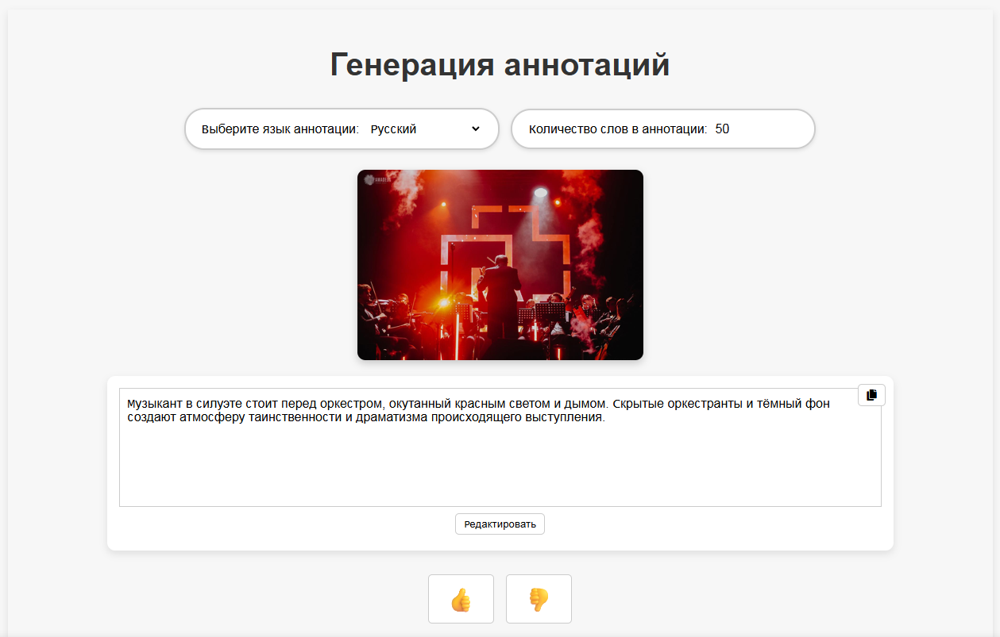 Генерация аннотаций
Выберите язык аннотации: Русский
Количество слов в аннотации: 50
Музыкант в силуэте стоит перед оркестром, окутанный красным светом и дымом. Скрытые оркестранты и тёмный фон
создают атмосферу таинственности и драматизма происходящего выступления.
Редактировать